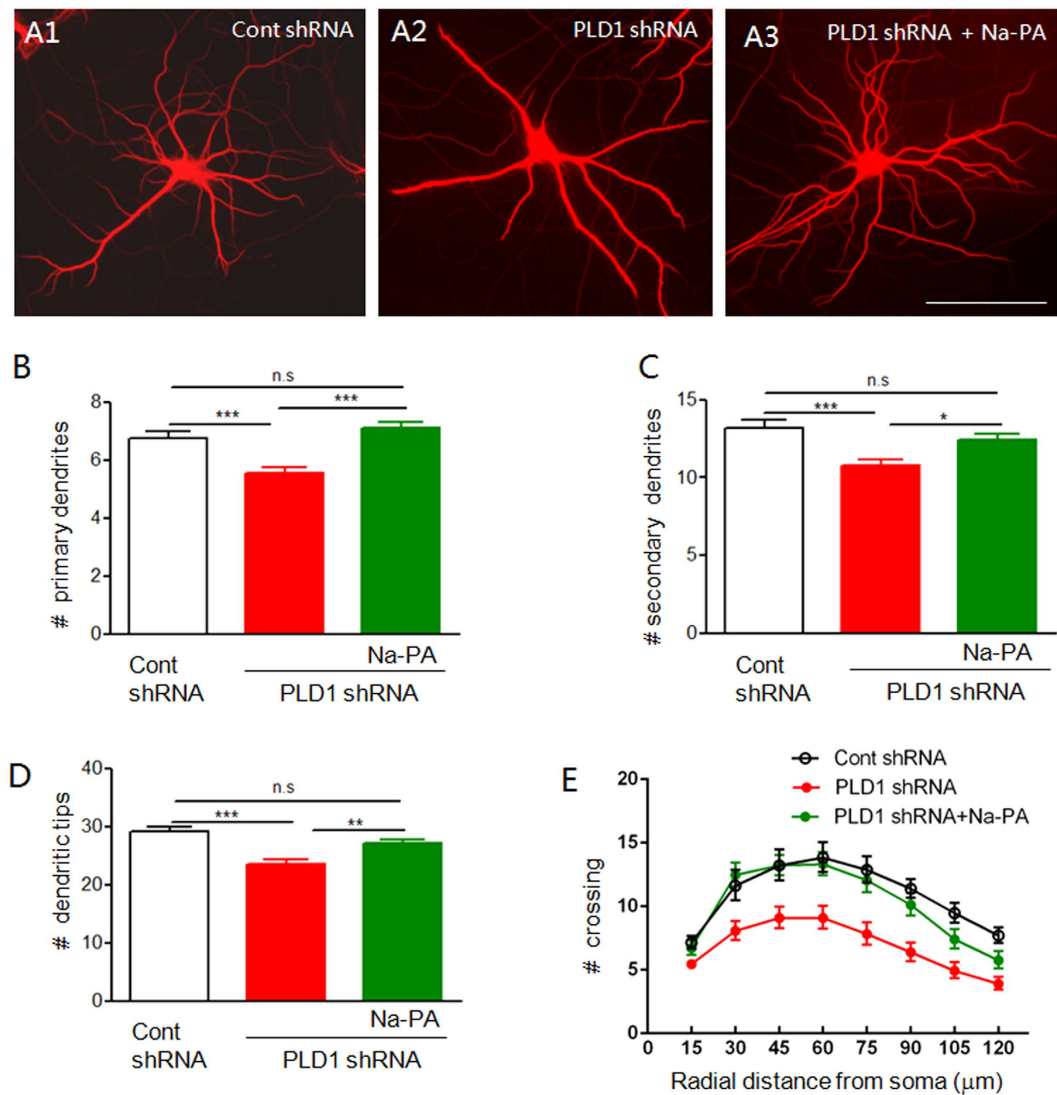 A1 Cont shRNA
A2 PLD1 shRNA
A3 PLD1 shRNA + Na-PA
B
n.s
*** ***
8
6
4
2
0
# primary dendrites
Na-PA
Cont
shRNA
PLD1 shRNA
C
n.s
*** *
15
10
5
0
# secondary dendrites
Na-PA
Cont
shRNA
PLD1 shRNA
D
n.s
*** **
40
30
20
10
0
# dendritic tips
Na-PA
Cont
shRNA
PLD1 shRNA
E
Cont shRNA
PLD1 shRNA
PLD1 shRNA+Na-PA
20
15
10
5
0
# crossing
0 15 30 45 60 75 90 105 120
Radial distance from soma (μm)